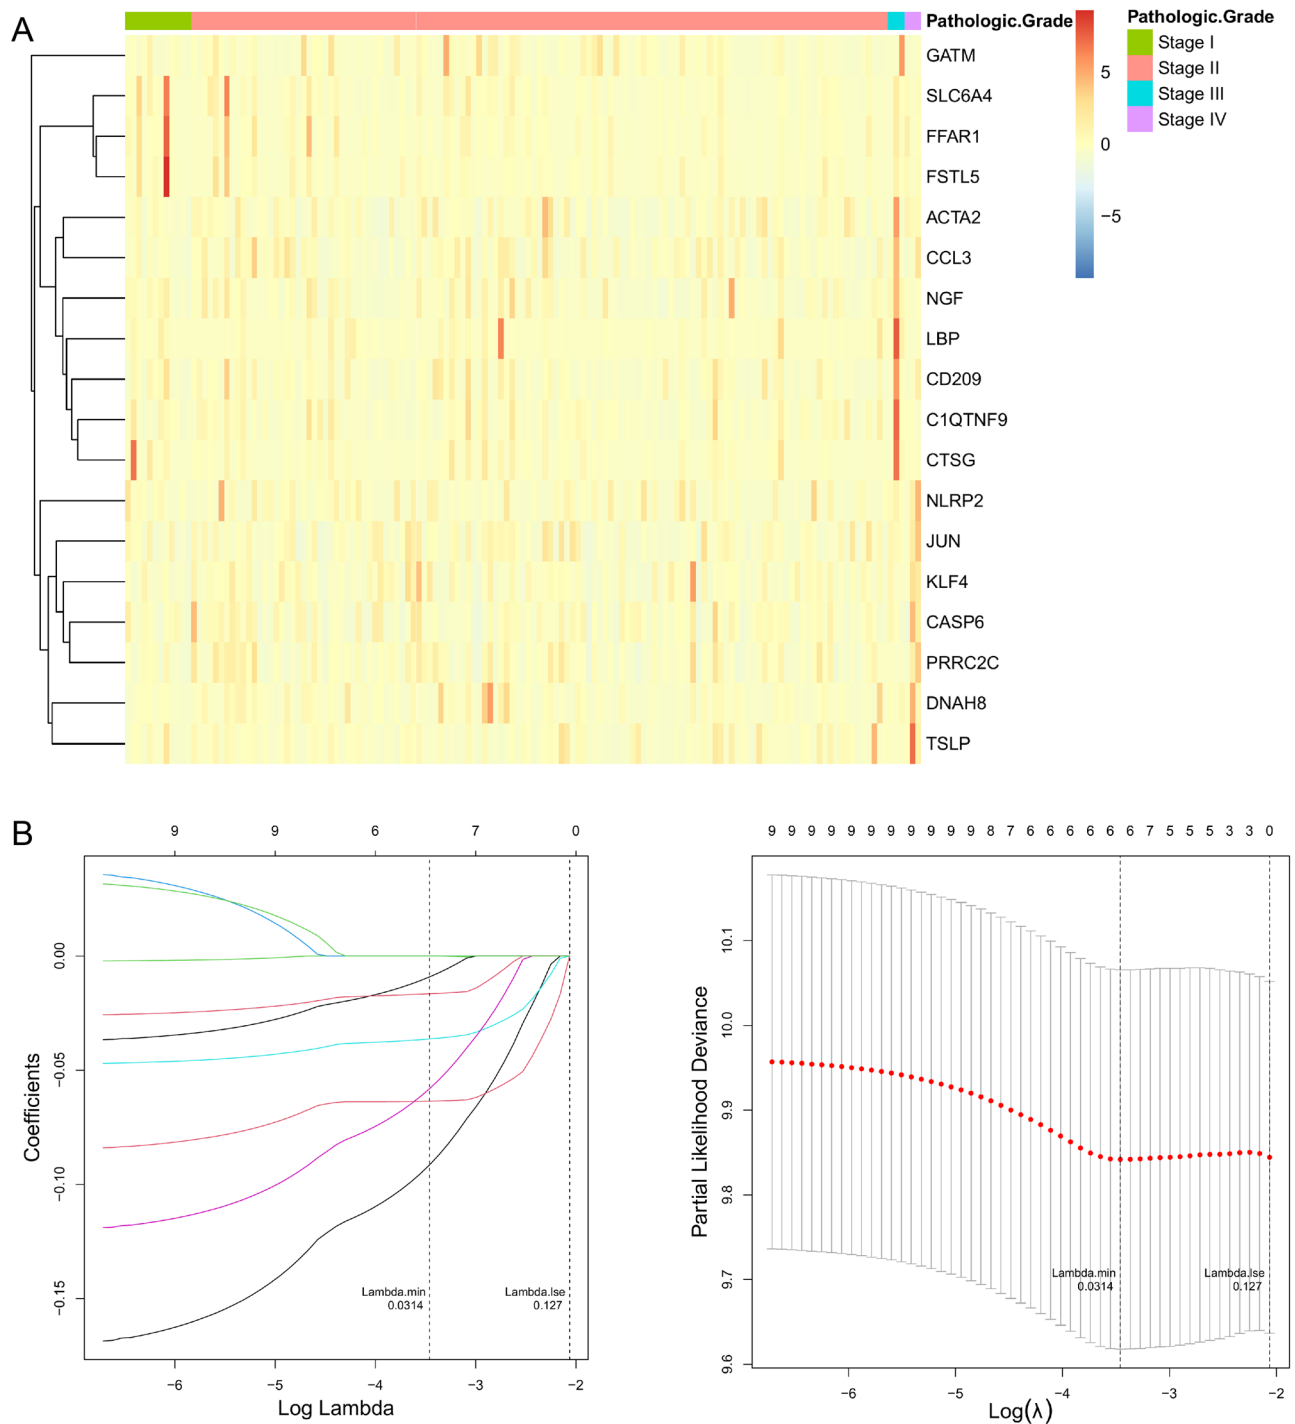 A
Pathologic.Grade
GATM
SLC6A4
FFAR1
FSTL5
ACTA2
CCL3
NGF
LBP
CD209
C1QTNF9
CTSG
NLRP2
JUN
KLF4
CASP6
PRRC2C
DNAH8
TSLP
5
0
−5
Pathologic.Grade
Stage I
Stage II
Stage III
Stage IV
B
9 9 6 7 0
0.00
−0.05
−0.10
−0.15
Coefficients
Lambda.min
0.0314
Lambda.lse
0.127
−6 −5 −4 −3 −2
Log Lambda
9 9 9 9 9 9 9 9 9 9 9 8 7 6 6 6 6 6 6 7 5 5 5 3 3 0
10.1
10.0
9.9
9.8
9.7
9.6
Partial Likelihood Deviance
Lambda.min
0.0314
Lambda.lse
0.127
−6 −5 −4 −3 −2
Log(λ)